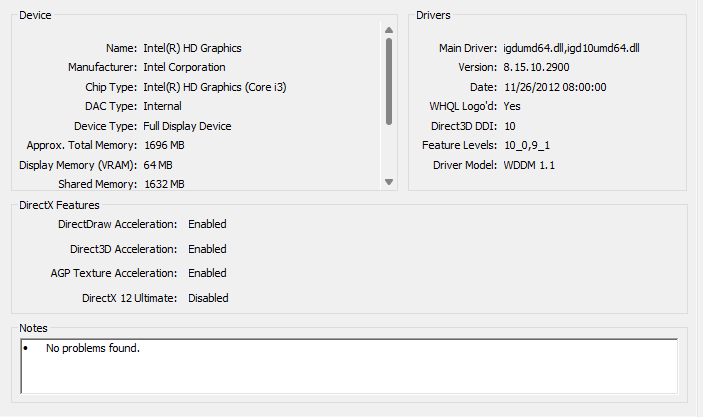 Device
Name: Intel(R) HD Graphics
Manufacturer: Intel Corporation
Chip Type: Intel(R) HD Graphics (Core i3)
DAC Type: Internal
Device Type: Full Display Device
Approx. Total Memory: 1696 MB
Display Memory (VRAM): 64 MB
Shared Memory: 1632 MB
Drivers
Main Driver: igdumd64.dll,igd10umd64.dll
Version: 8.15.10.2900
Date: 11/26/2012 08:00:00
WHQL Logo'd: Yes
Direct3D DDI: 10
Feature Levels: 10_0,9_1
Driver Model: WDDM 1.1
DirectX Features
DirectDraw Acceleration: Enabled
Direct3D Acceleration: Enabled
AGP Texture Acceleration: Enabled
DirectX 12 Ultimate: Disabled
Notes
• No problems found.